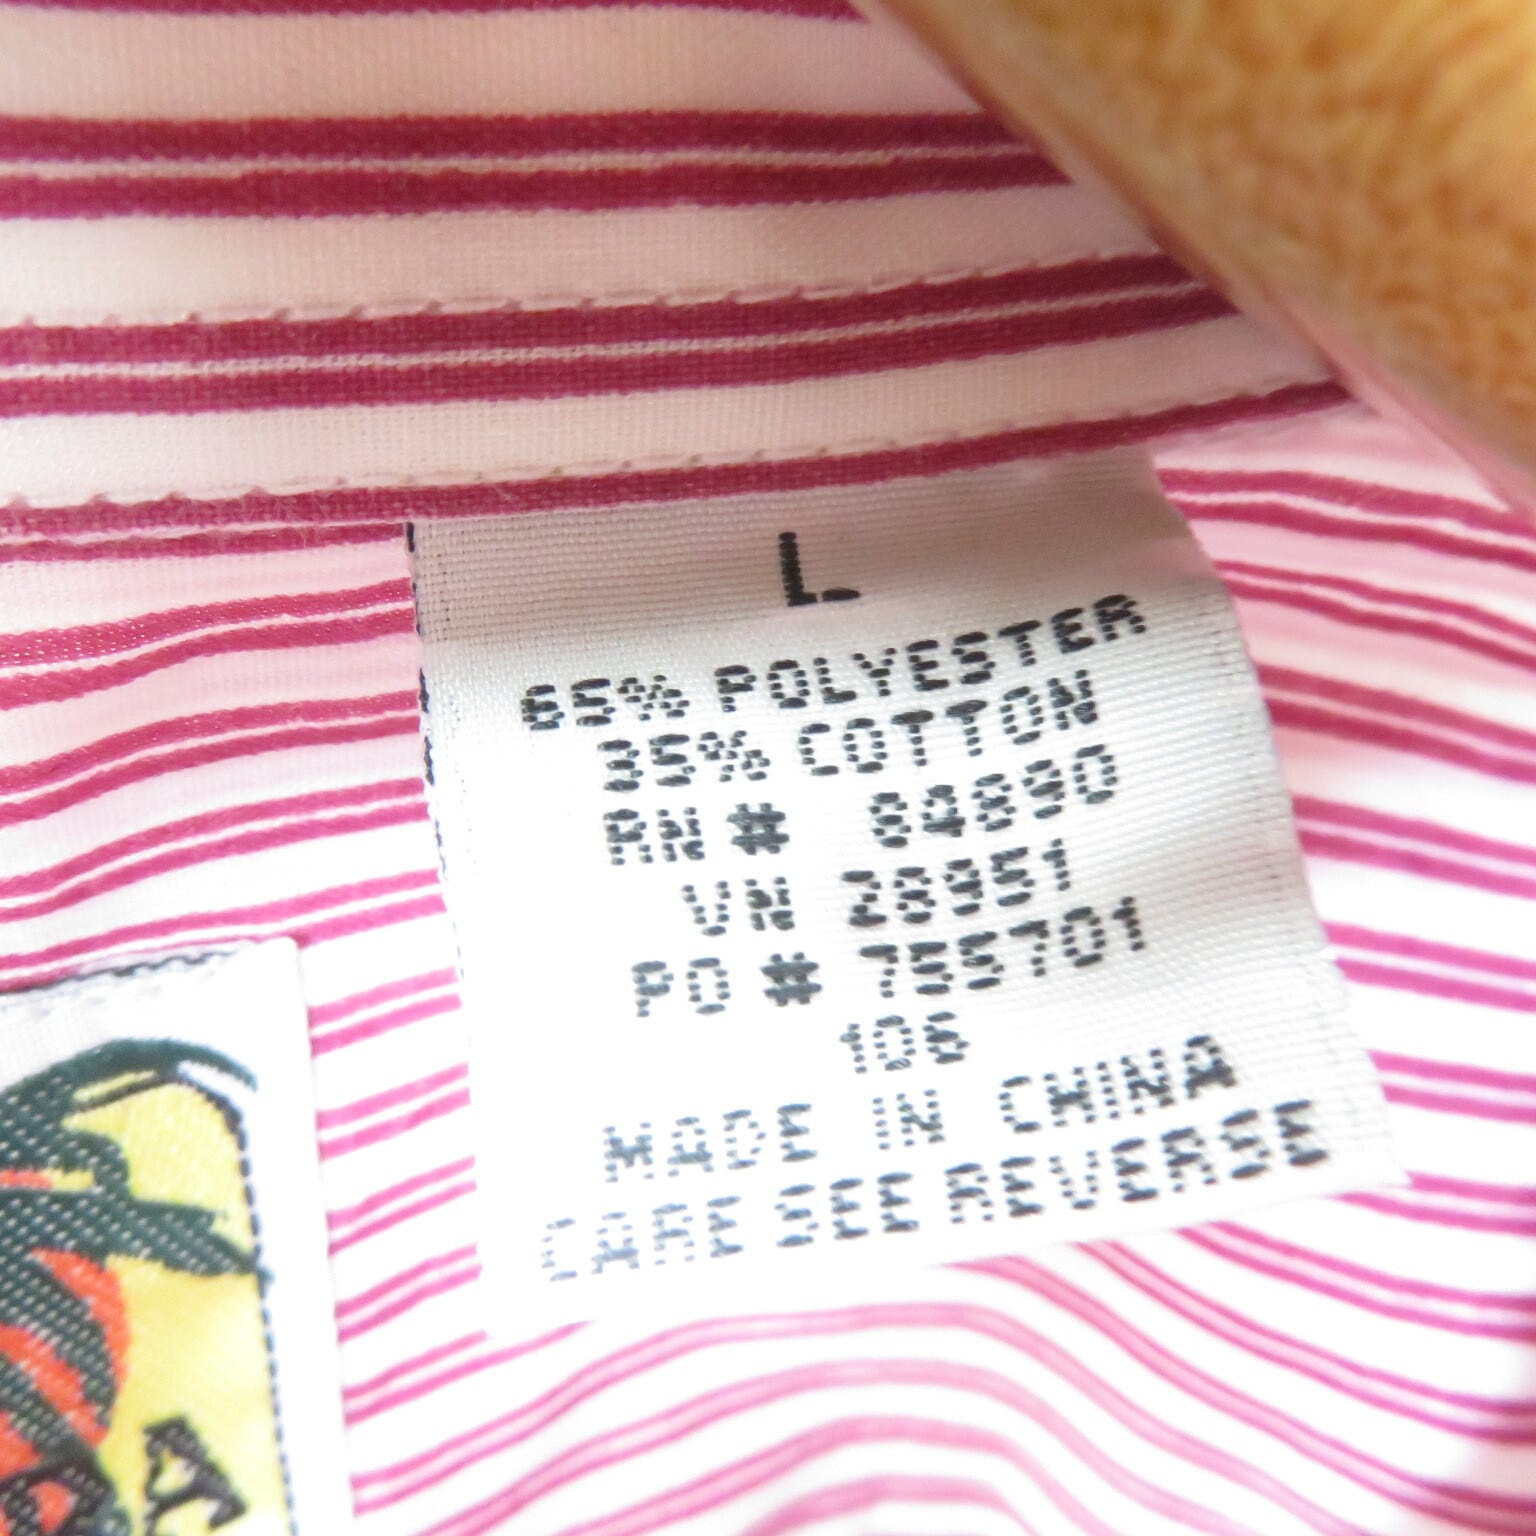 L
65% POLYESTER
35% COTTON
RN # 84890
VN 28951
PO # 755701
106
MADE IN CHINA
CARE SEE REVERSE